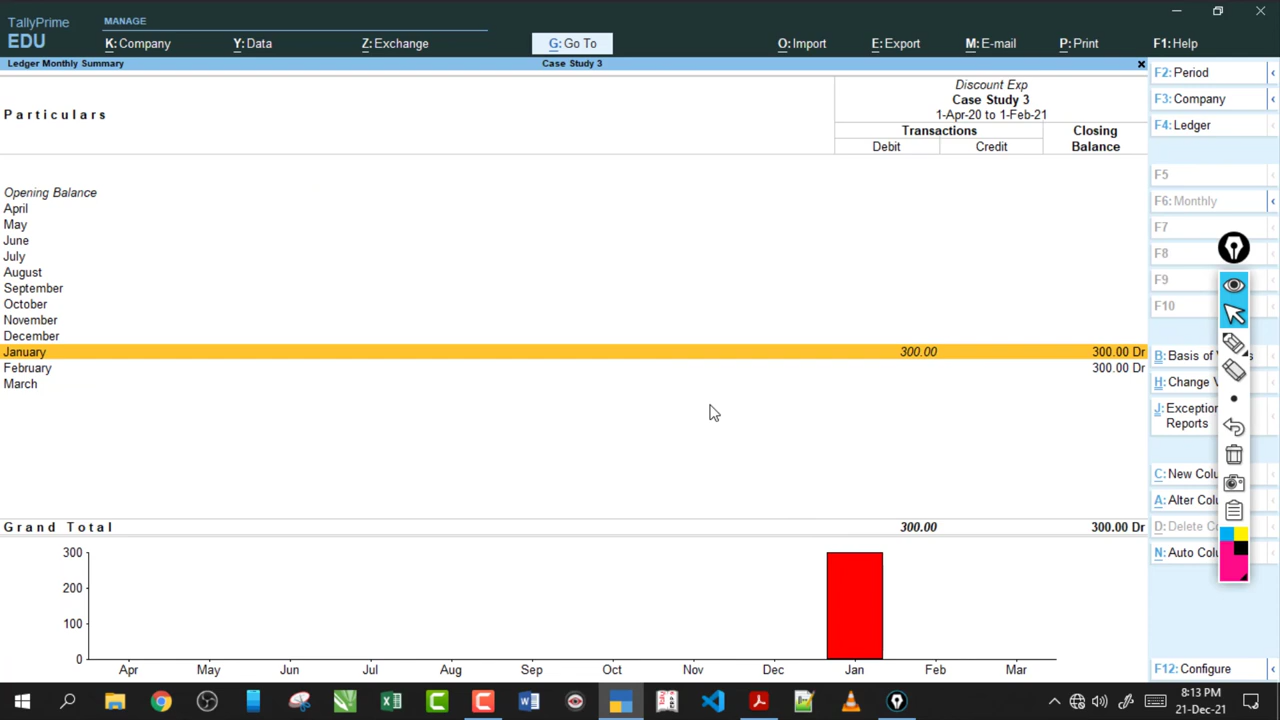 TallyPrime
EDU
MANAGE
K: Company
Y: Data
Z: Exchange
G: Go To
O: Import
E: Export
M: E-mail
P: Print
F1: Help
Ledger Monthly Summary
Case Study 3
Particulars
Discount Exp
Case Study 3
1-Apr-20 to 1-Feb-21
Transactions
Closing
Balance
Debit
Credit
Opening Balance
April
May
June
July
August
September
October
November
December
January 300.00 300.00 Dr
February 300.00 Dr
March
Grand Total 300.00 300.00 Dr
300
200
100
0
Apr May Jun Jul Aug Sep Oct Nov Dec Jan Feb Mar
F2: Period
F3: Company
F4: Ledger
F5
F6: Monthly
F7
F8
F9
F10
B: Basis of
H: Change V
J: Exception
Reports
C: New Colu
A: Alter Colu
D: Delete C
N: Auto Colu
F12: Configure
8:13 PM
21-Dec-21